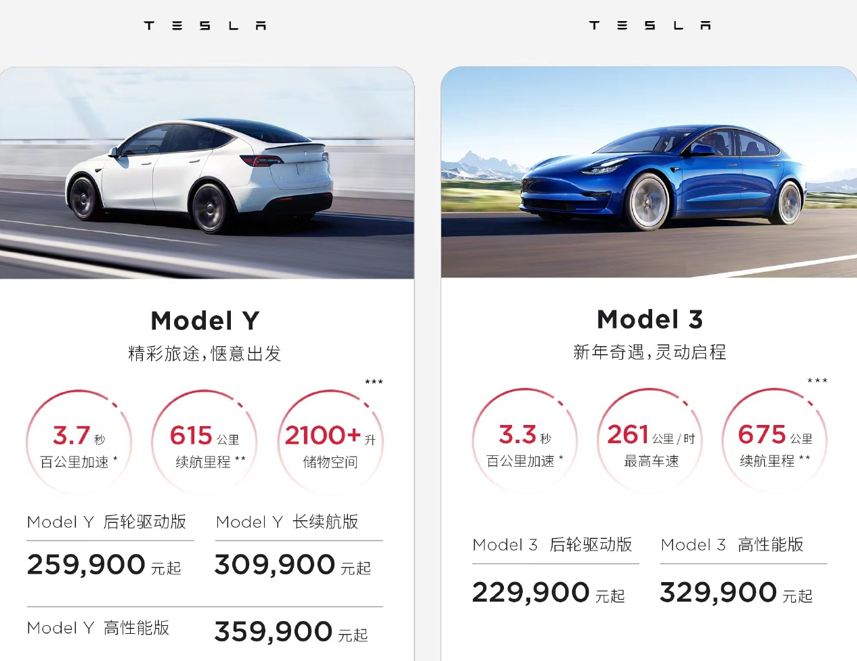 TESLA
Model Y
精彩旅途,惬意出发
***
3.7 秒
百公里加速 *
615 公里
续航里程 **
2100+ 升
储物空间
Model Y 后轮驱动版
259,900 元起
Model Y 长续航版
309,900 元起
Model Y 高性能版
359,900 元起
TESLA
Model 3
新年奇遇,灵动启程
***
3.3 秒
百公里加速 *
261 公里/时
最高车速
675 公里
续航里程 **
Model 3 后轮驱动版
229,900 元起
Model 3 高性能版
329,900 元起